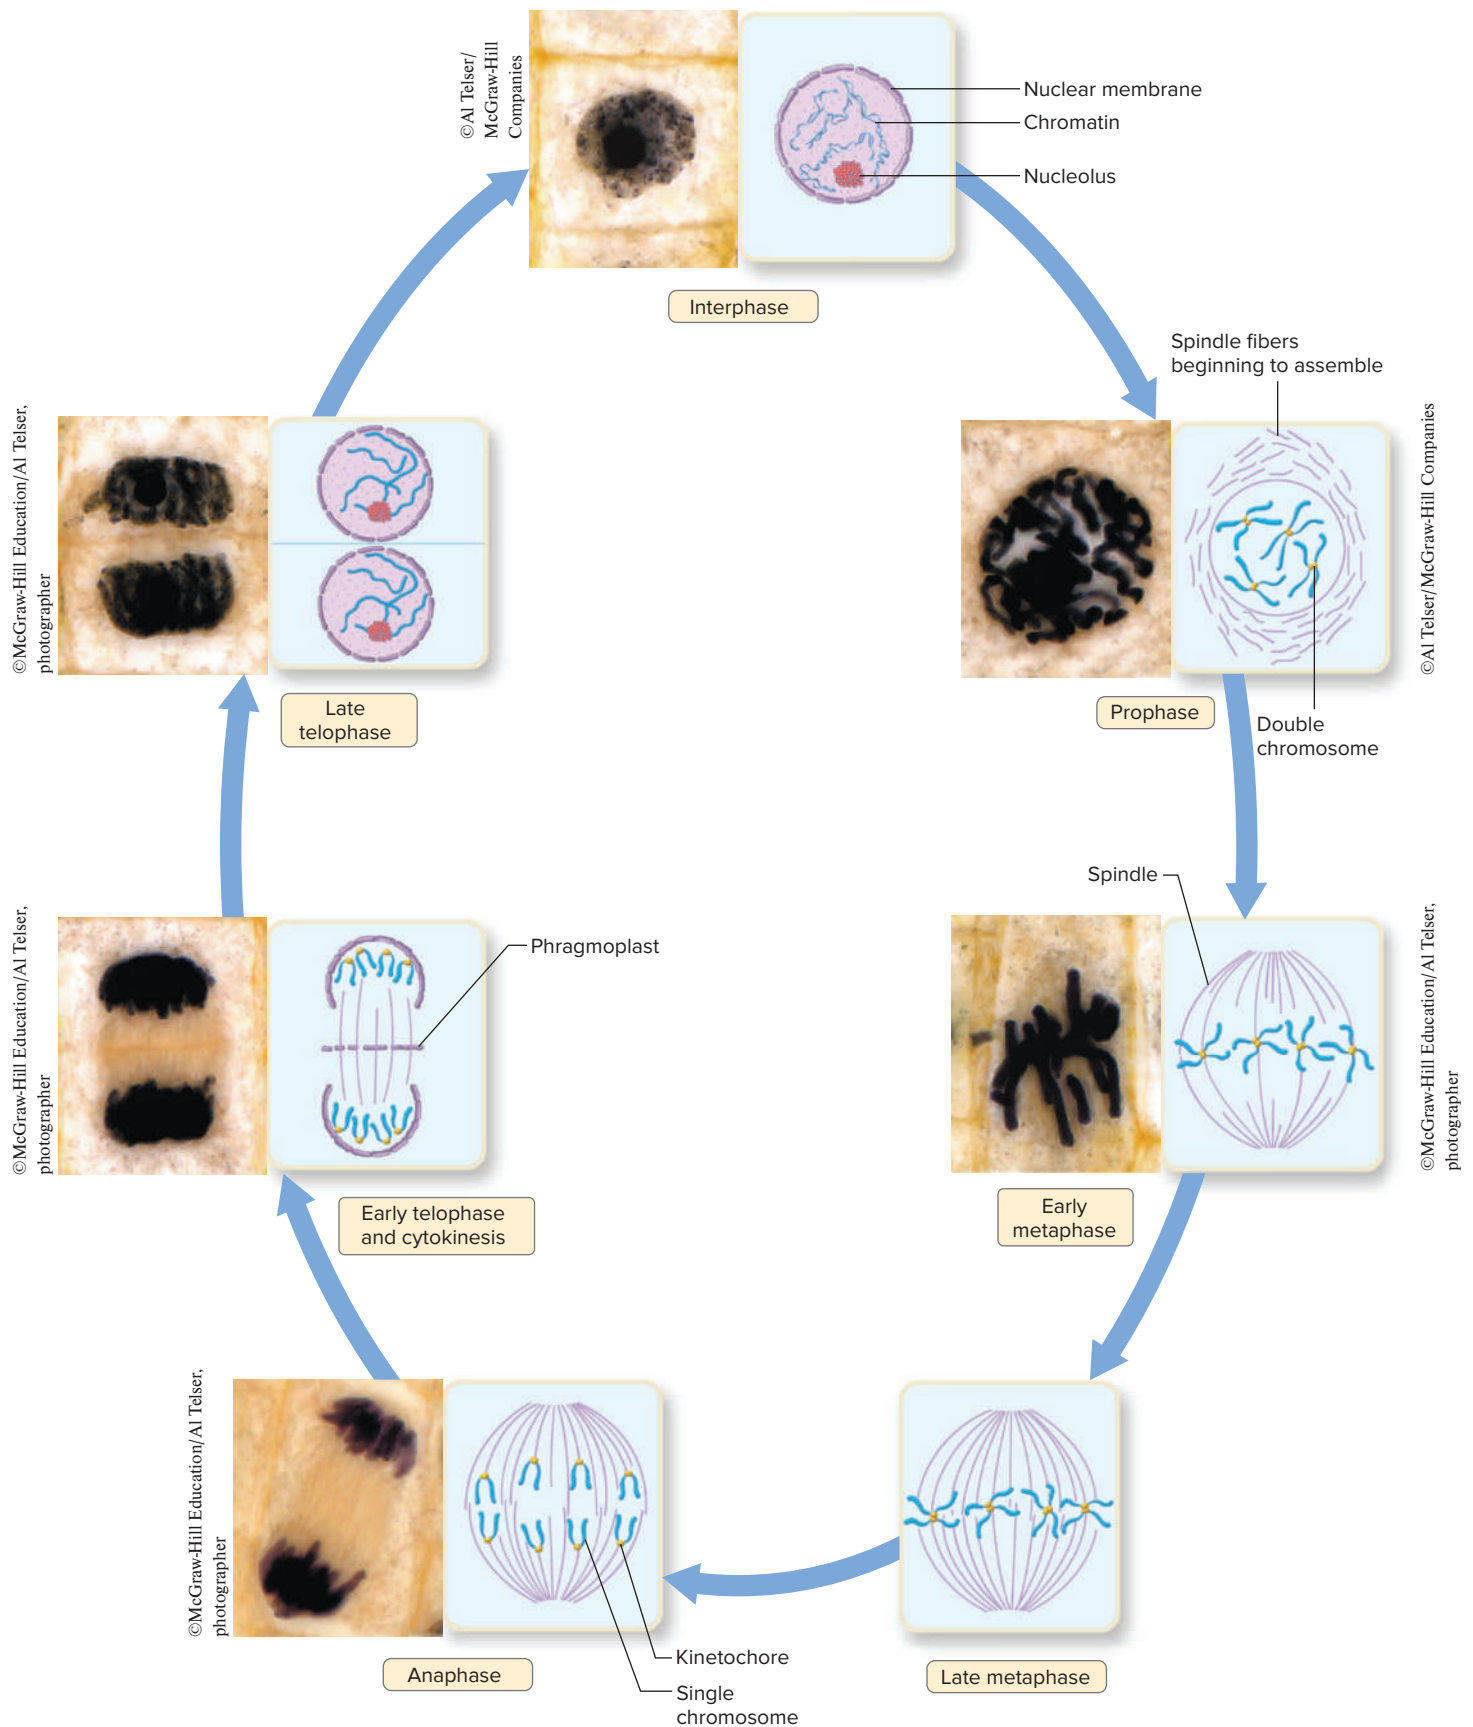 ©Al Telser/
McGraw-Hill
Companies
Nuclear membrane
Chromatin
Nucleolus
Interphase
Spindle fibers
beginning to assemble
©Al Telser/McGraw-Hill Companies
Prophase
Double
chromosome
Spindle
©McGraw-Hill Education/Al Telser,
photographer
Early
metaphase
Late metaphase
©McGraw-Hill Education/Al Telser,
photographer
Anaphase
Kinetochore
Single
chromosome
©McGraw-Hill Education/Al Telser,
photographer
Phragmoplast
Early telophase
and cytokinesis
©McGraw-Hill Education/Al Telser,
photographer
Late
telophase